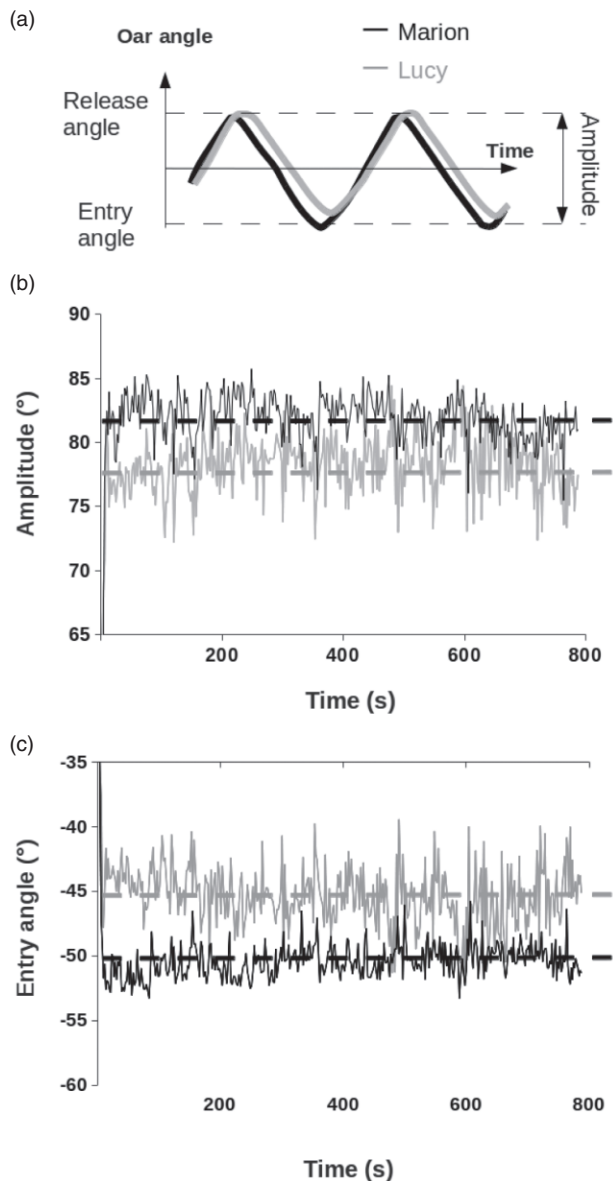 (a)
Oar angle
Marion
Lucy
Release
angle
Time
Amplitude
Entry
angle
(b)
90
85
80
75
70
65
Amplitude (°)
200
400
600
800
Time (s)
(c)
-35
-40
-45
-50
-55
-60
Entry angle (°)
200
400
600
800
Time (s)